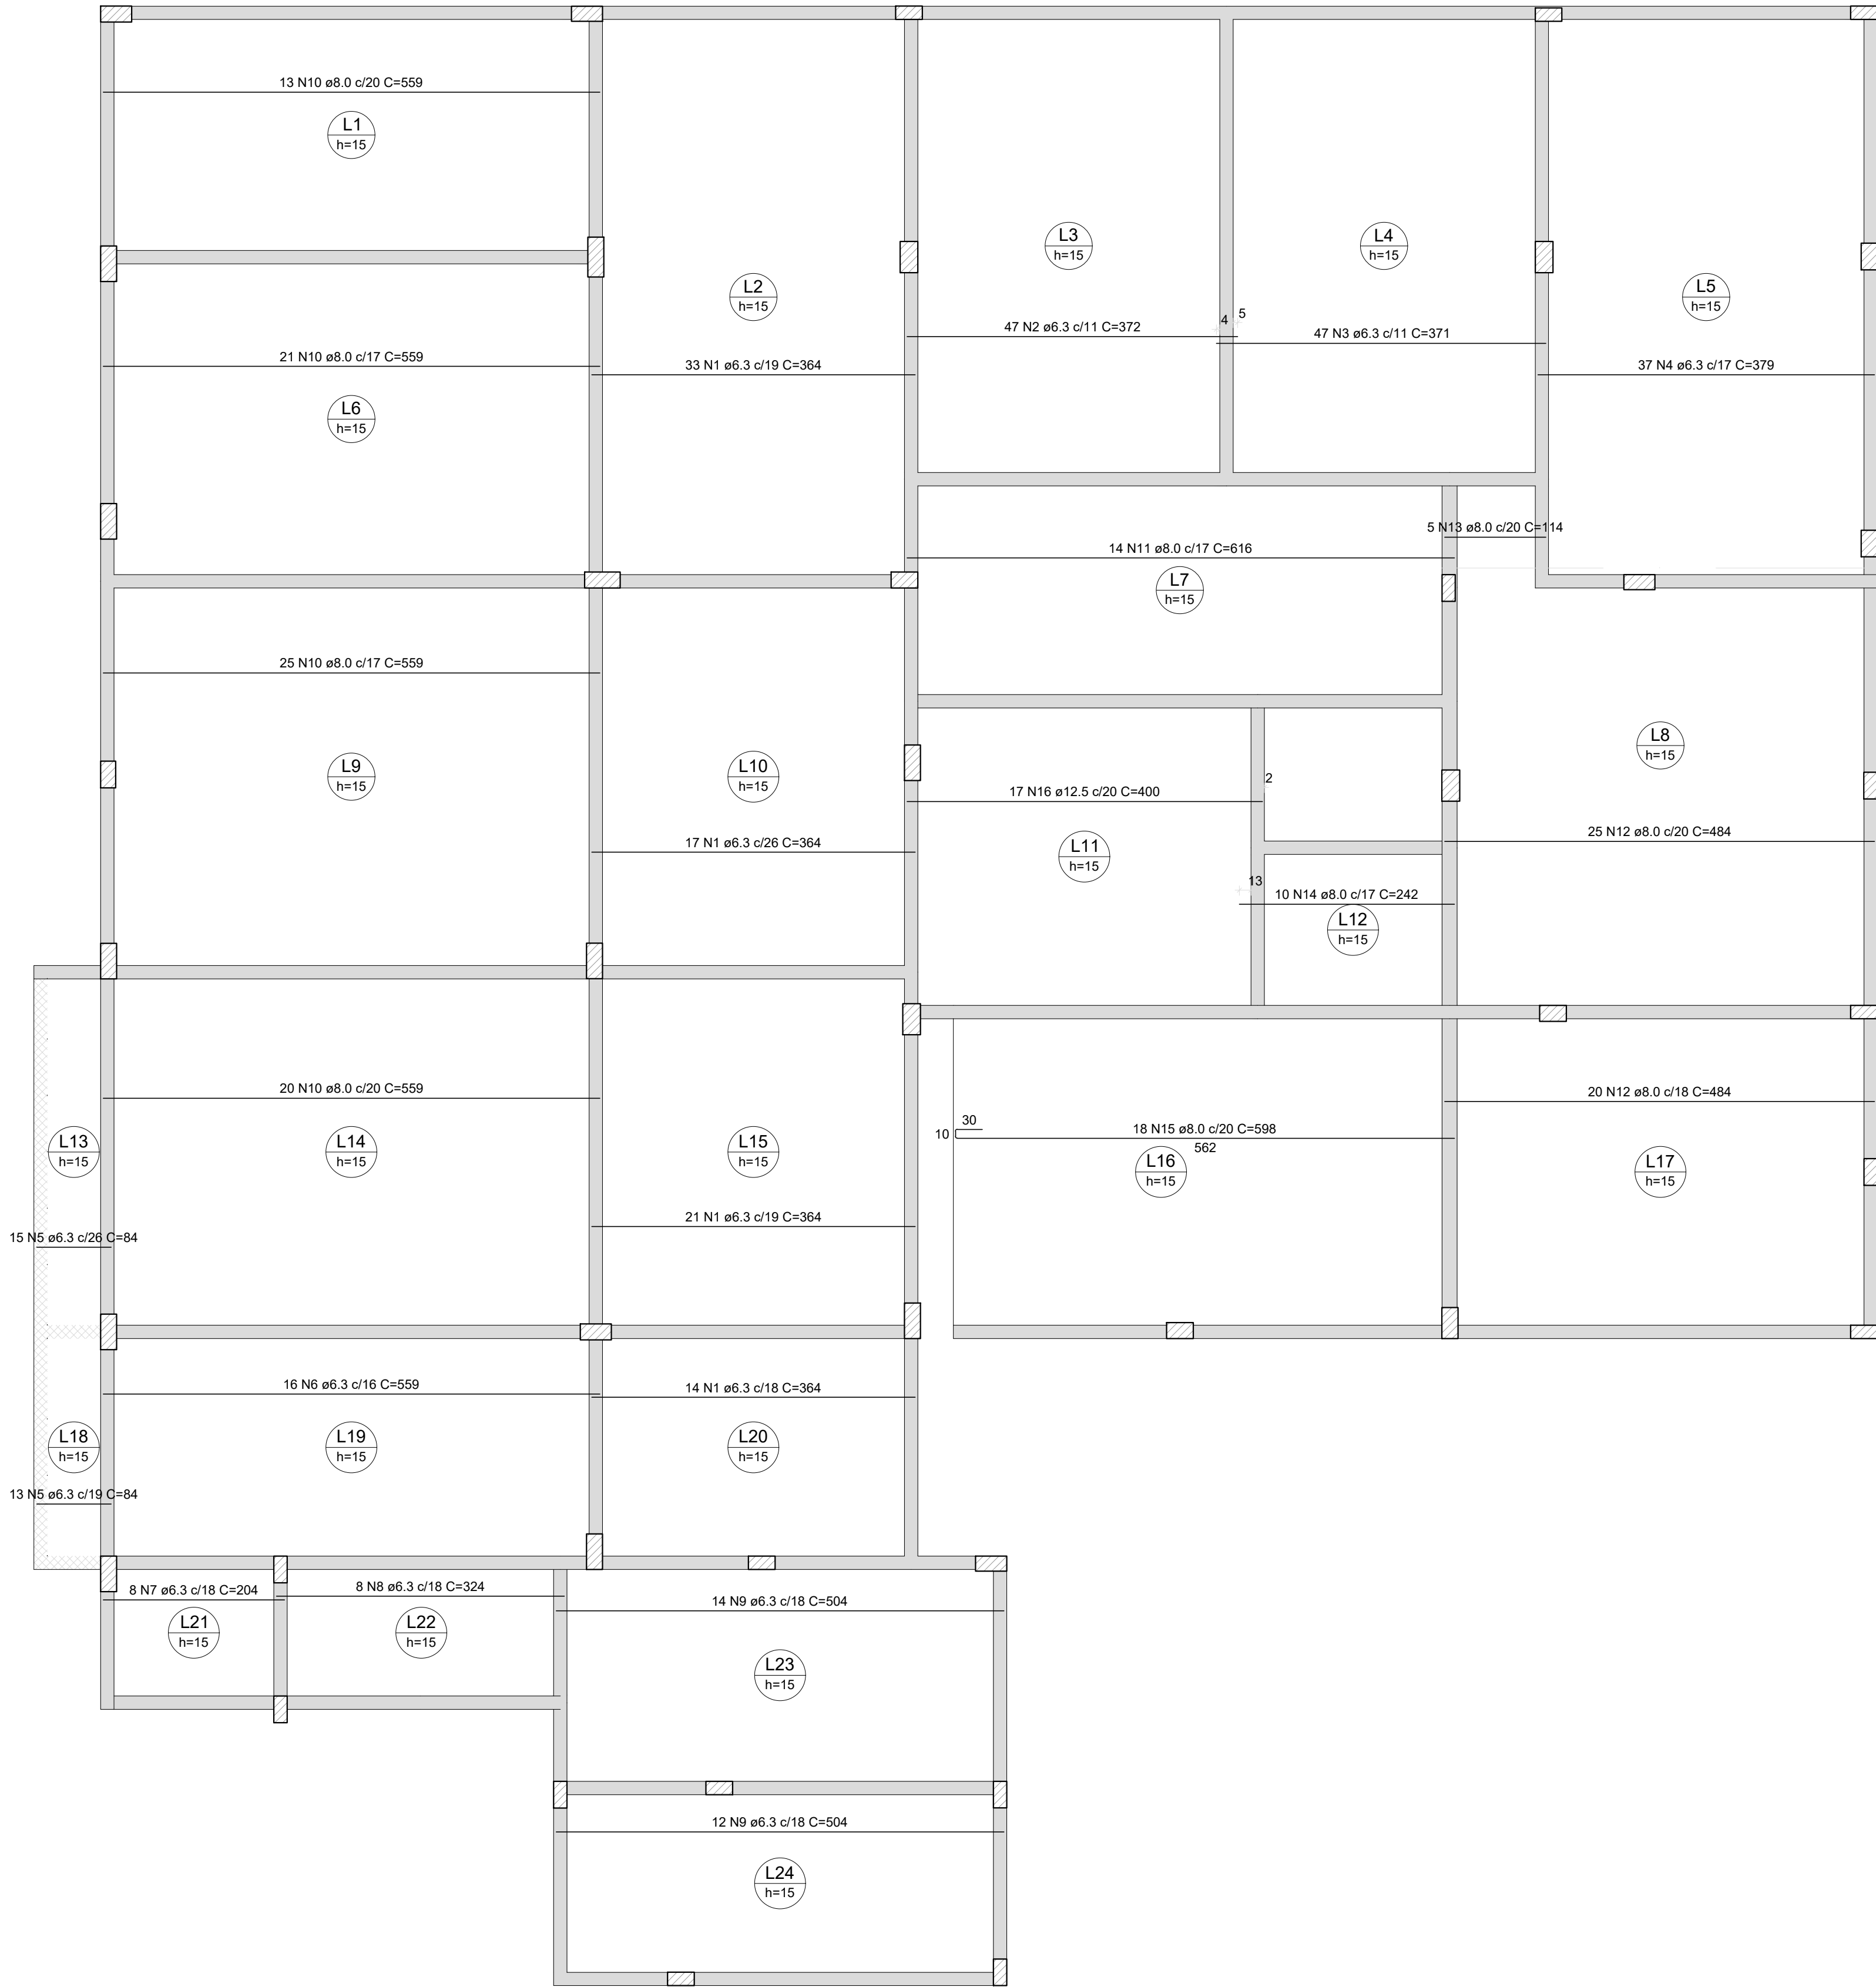 13 N10 ø8.0 c/20 C=559
L1
h=15
L3
h=15
L4
h=15
L2
h=15
L5
h=15
4
5
47 N2 ø6.3 c/11 C=372
47 N3 ø6.3 c/11 C=371
21 N10 ø8.0 c/17 C=559
33 N1 ø6.3 c/19 C=364
37 N4 ø6.3 c/17 C=379
L6
h=15
5 N13 ø8.0 c/20 C=114
14 N11 ø8.0 c/17 C=616
L7
h=15
25 N10 ø8.0 c/17 C=559
L8
h=15
L9
h=15
L10
h=15
2
17 N16 ø12.5 c/20 C=400
17 N1 ø6.3 c/26 C=364
25 N12 ø8.0 c/20 C=484
L11
h=15
13
10 N14 ø8.0 c/17 C=242
L12
h=15
20 N10 ø8.0 c/20 C=559
20 N12 ø8.0 c/18 C=484
30
10
18 N15 ø8.0 c/20 C=598
562
L13
h=15
L14
h=15
L15
h=15
L16
h=15
L17
h=15
21 N1 ø6.3 c/19 C=364
15 N5 ø6.3 c/26 C=84
16 N6 ø6.3 c/16 C=559
14 N1 ø6.3 c/18 C=364
L18
h=15
L19
h=15
L20
h=15
13 N5 ø6.3 c/19 C=84
8 N7 ø6.3 c/18 C=204
8 N8 ø6.3 c/18 C=324
14 N9 ø6.3 c/18 C=504
L21
h=15
L22
h=15
L23
h=15
12 N9 ø6.3 c/18 C=504
L24
h=15